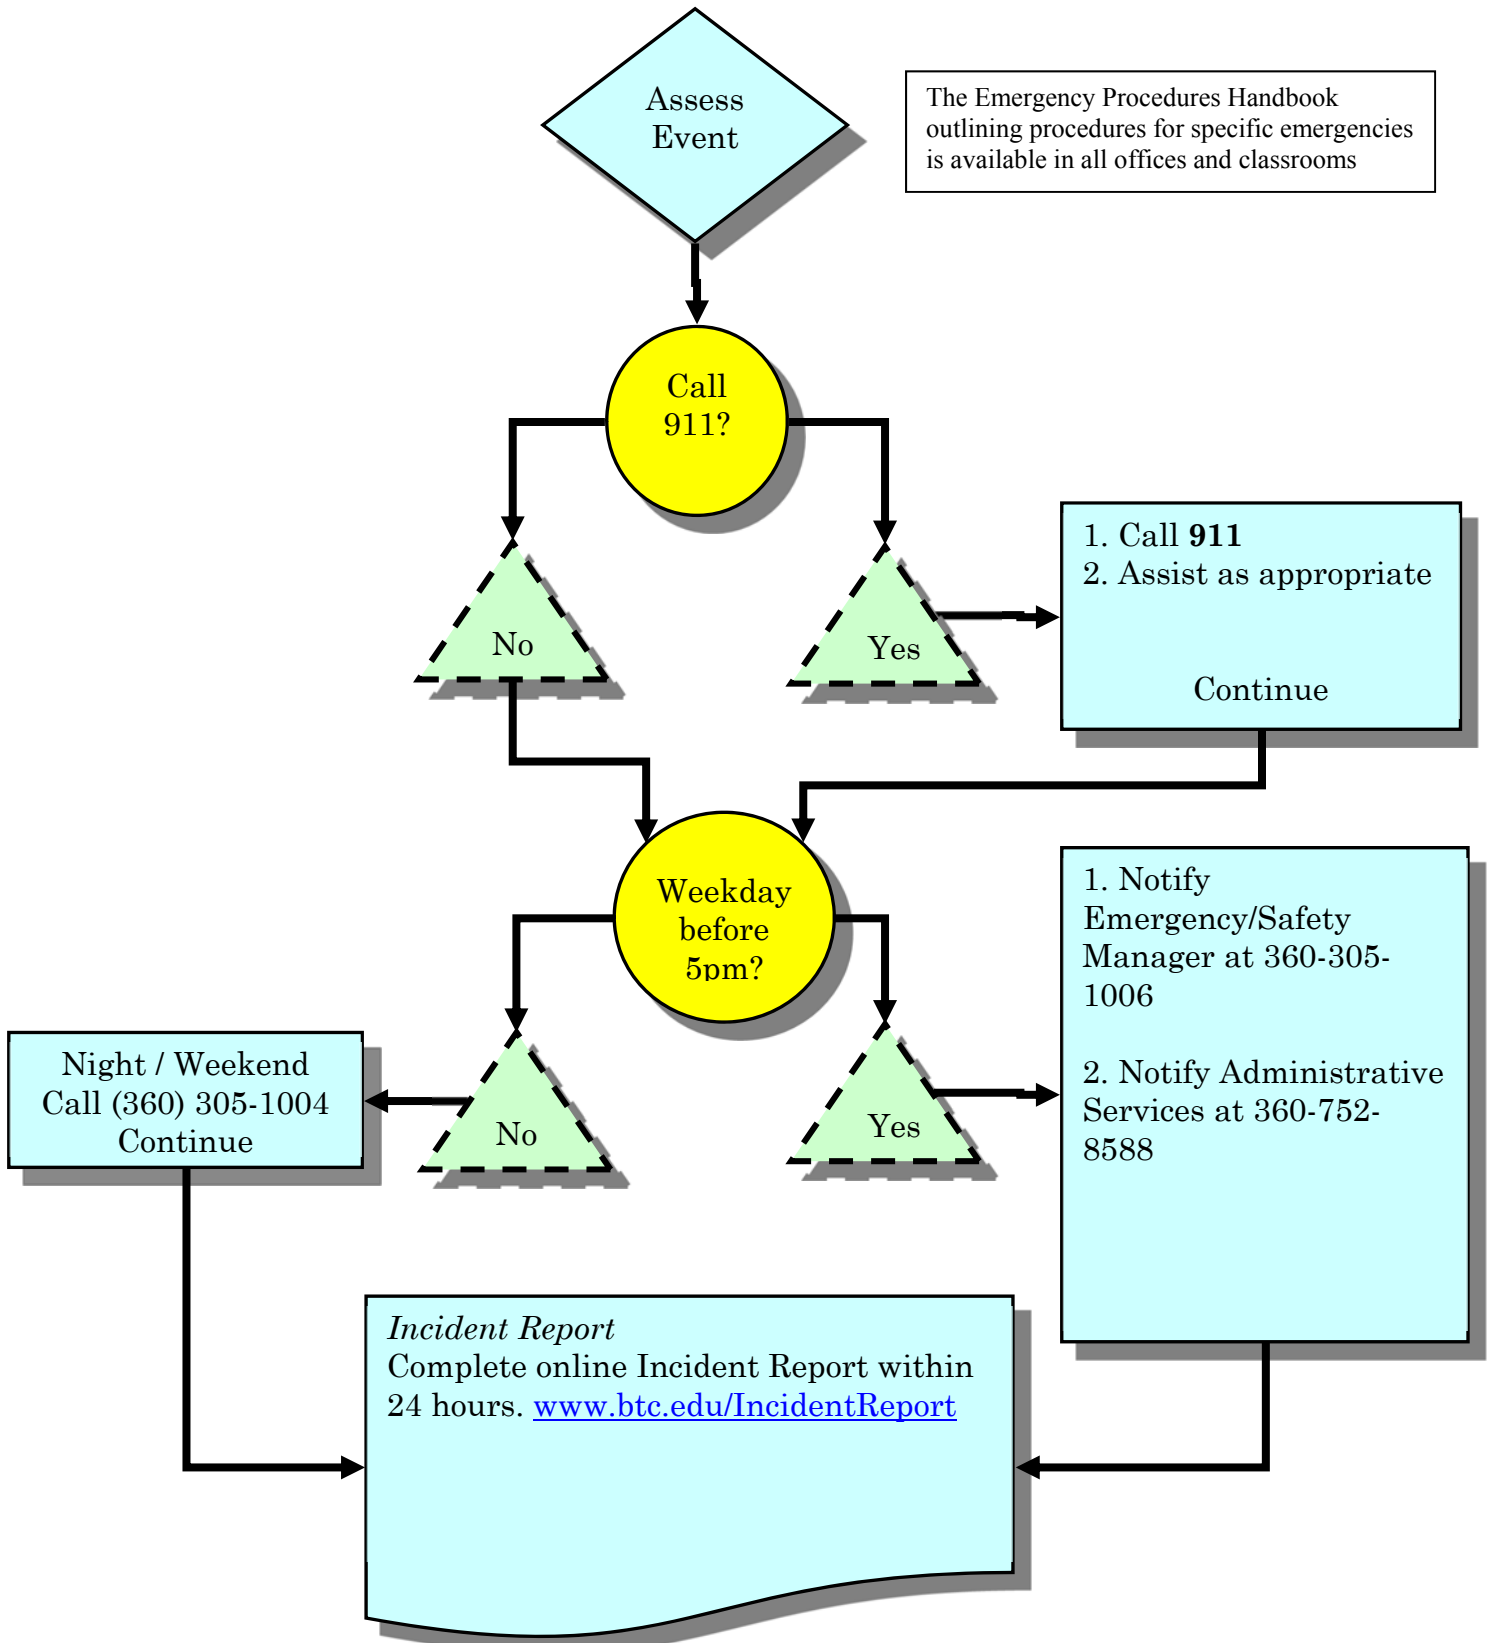 Assess
Event
The Emergency Procedures Handbook
outlining procedures for specific emergencies
is available in all offices and classrooms
Call
911?
No
Yes
1. Call 911
2. Assist as appropriate
Continue
Weekday
before
5pm?
No
Yes
Night / Weekend
Call (360) 305-1004
Continue
1. Notify
Emergency/Safety
Manager at 360-305-
1006
2. Notify Administrative
Services at 360-752-
8588
Incident Report
Complete online Incident Report within
24 hours. www.btc.edu/IncidentReport